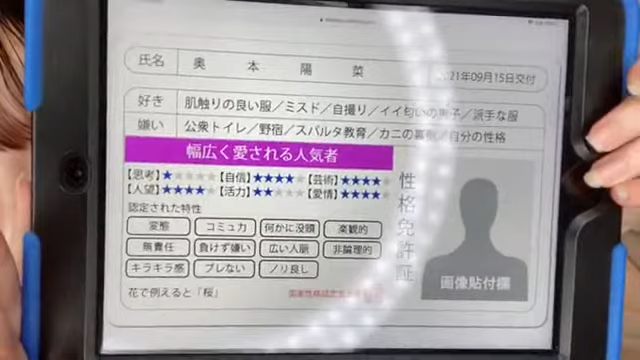 氏名 奥本陽菜
21年09月15日交付
好き 肌触りの良い服／ミスド／自撮り／イイ匂いの男子／派手な服
嫌い 公衆トイレ／野宿／スパルタ教育／カニの裏側／自分の性格
幅広く愛される人気者
【思考】★★★★★【自信】★★★★★【芸術】★★★★★
【人望】★★★★★【活力】★★★★★【愛情】★★★★★
認定された特性
変態 コミュ力 何かに没頭 楽観的
無責任 負けず嫌い 広い人脈 非論理的
キラキラ感 ブレない ノリ良し
花で例えると「桜」
性格免許証
画像貼付欄